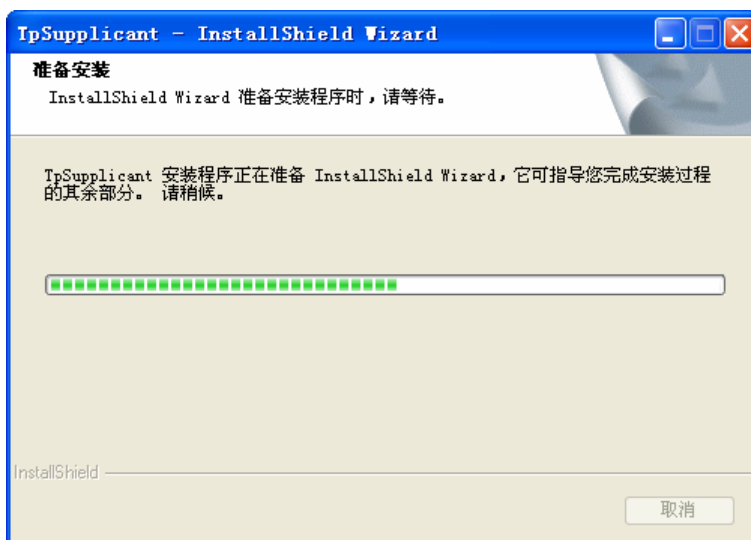 TpSupplicant - InstallShield Wizard
准备安装
InstallShield Wizard 准备安装程序时，请等待。
TpSupplicant 安装程序正在准备 InstallShield Wizard，它可指导您完成安装过程
的其余部分。 请稍候。
InstallShield
取消